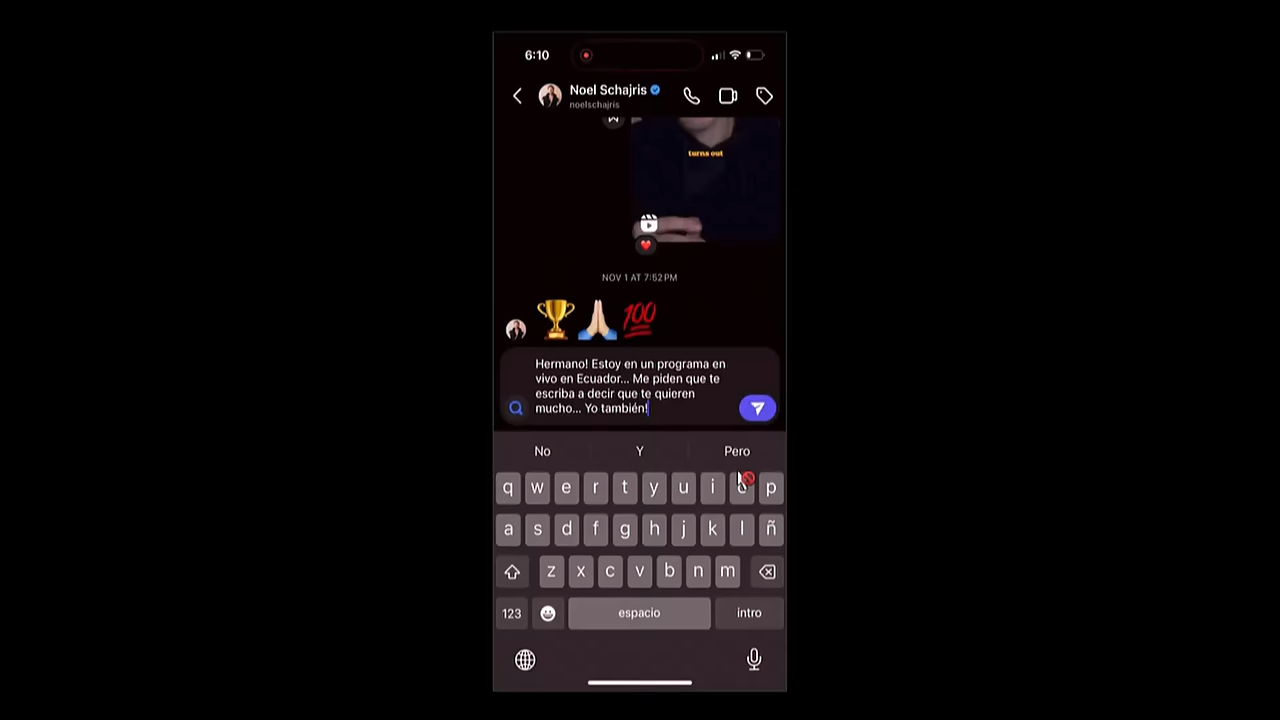 6:10
Noel Schajris
noelschajris
turns out
NOV 1 AT 7:52 PM
100
Hermano! Estoy en un programa en
vivo en Ecuador... Me piden que te
escriba a decir que te quieren
mucho... Yo también!
No Y Pero
q w e r t y u i o p
a s d f g h j k l ñ
z x c v b n m
123 espacio intro